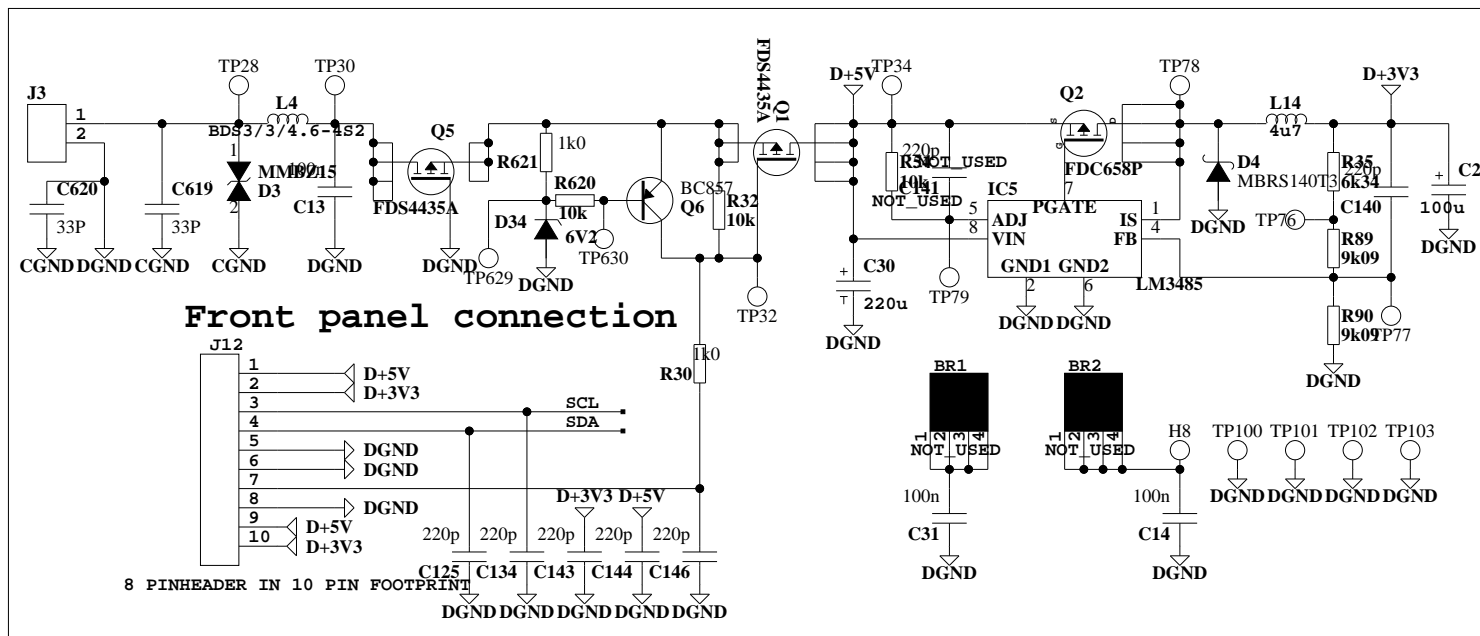 TP28
TP30
J3
1
2
L4
BDS3/3/4.6-4S2
1
MMBZ15
D3
2
C620
33P
C619
33P
100n
C13
CGND
DGND
CGND
CGND
DGND
Q5
FDS4435A
DGND
R621
1k0
R620
10k
D34
6V2
DGND
TP629
TP630
BC857
Q6
R32
10k
FDS4435A
Q1
TP32
D+5V
TP34
R34
10k
220p
NOT_USED
C141
NOT_USED
C30
220u
DGND
TP79
IC5
5
ADJ
8
VIN
7
PGATE
IS
1
FB
4
GND1
GND2
2
6
LM3485
DGND
DGND
Q2
S
D
G
FDC658P
TP78
D4
MBRS140T3
DGND
L14
4u7
D+3V3
R35
6k34
220p
C140
TP76
R89
9k09
R90
9k09
TP77
DGND
C2
100u
DGND
Front panel connection
J12
1
D+5V
2
D+3V3
3
SCL
4
SDA
5
DGND
6
DGND
7
8
DGND
9
D+5V
10
D+3V3
8 PINHEADER IN 10 PIN FOOTPRINT
1k0
R30
D+3V3
D+5V
220p
220p
220p
220p
220p
C125
C134
C143
C144
C146
DGND
DGND
DGND
DGND
DGND
BR1
1
2
3
4
NOT_USED
100n
C31
DGND
BR2
1
2
3
4
NOT_USED
H8
100n
C14
DGND
TP100
TP101
TP102
TP103
DGND
DGND
DGND
DGND